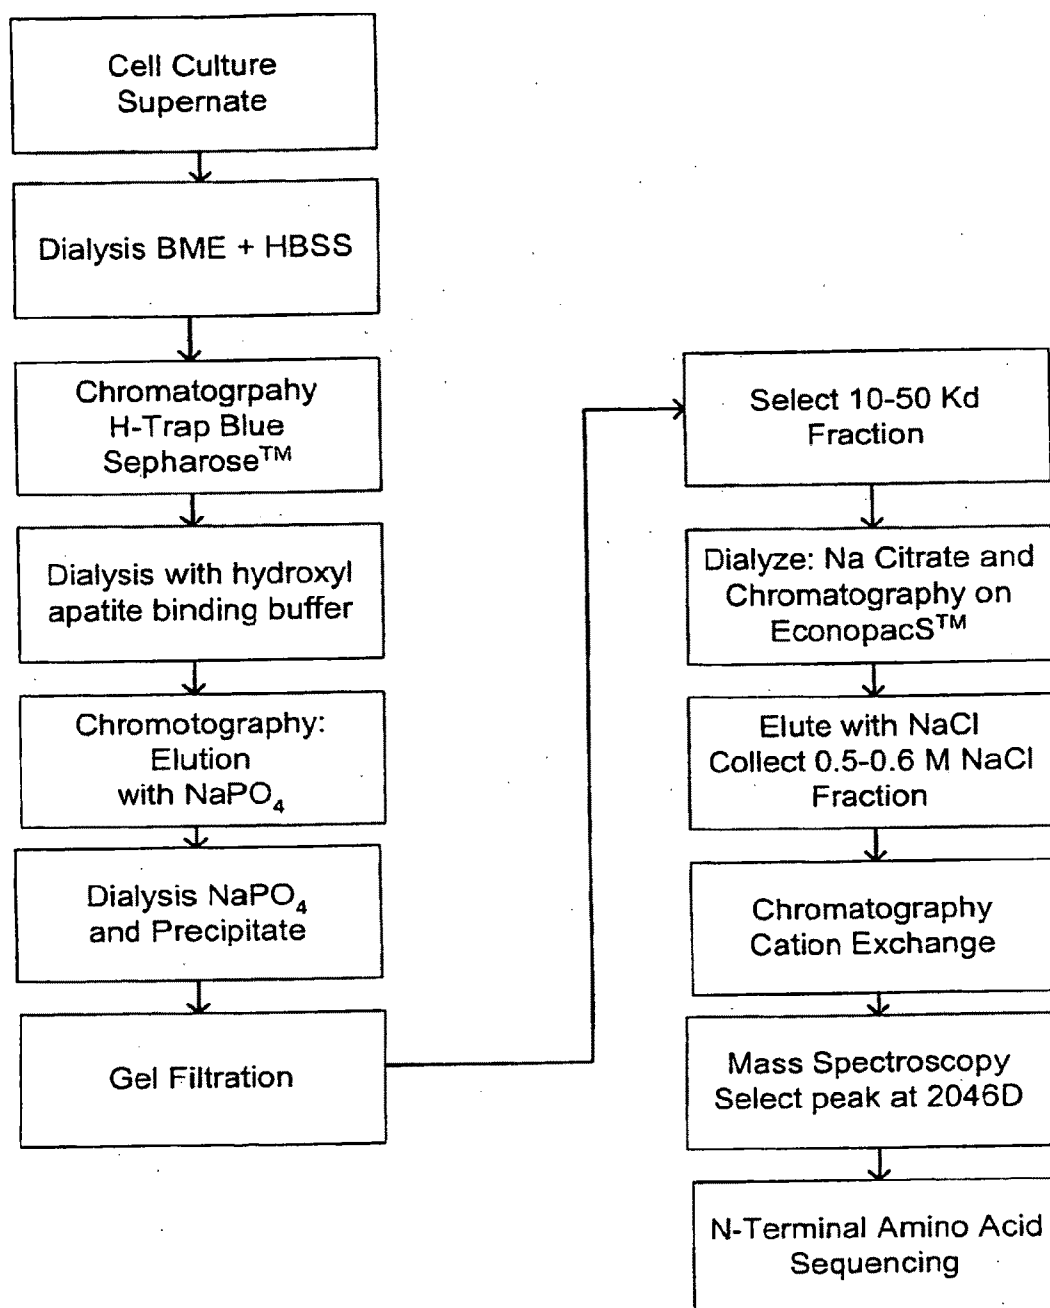 Cell Culture
Supernate
Dialysis BME + HBSS
Chromatogrpahy
H-Trap Blue
Sepharose™
Dialysis with hydroxyl
apatite binding buffer
Chromotography:
Elution
with NaPO₄
Dialysis NaPO₄
and Precipitate
Gel Filtration
Select 10-50 Kd
Fraction
Dialyze: Na Citrate and
Chromatography on
EconopacS™
Elute with NaCl
Collect 0.5-0.6 M NaCl
Fraction
Chromatography
Cation Exchange
Mass Spectroscopy
Select peak at 2046D
N-Terminal Amino Acid
Sequencing